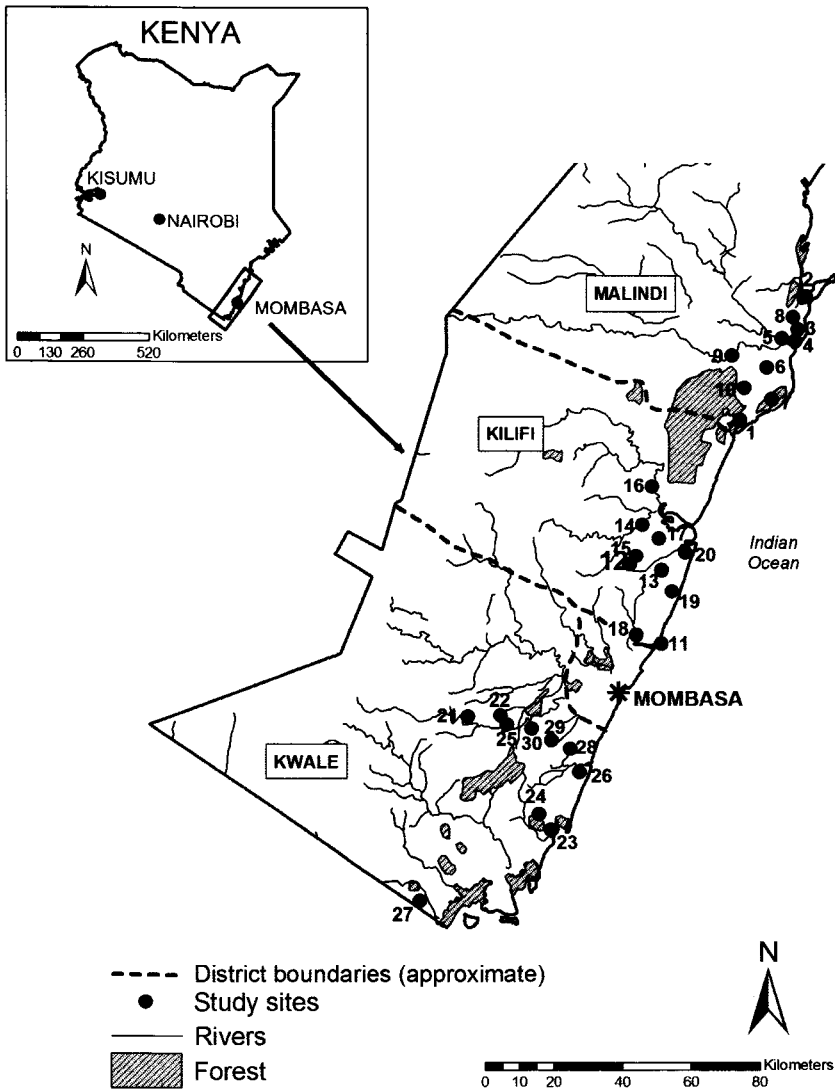 KENYA
KISUMU
NAIROBI
N
MOMBASA
Kilometers
0 130 260 520
MALINDI
2
8
3
5
4
9
6
10
7
1
KILIFI
16
14
17
Indian
Ocean
15
20
12
13
19
18
11
MOMBASA
21
22
25
30
29
28
KWALE
26
24
23
27
District boundaries (approximate)
Study sites
Rivers
Forest
N
Kilometers
0 10 20 40 60 80